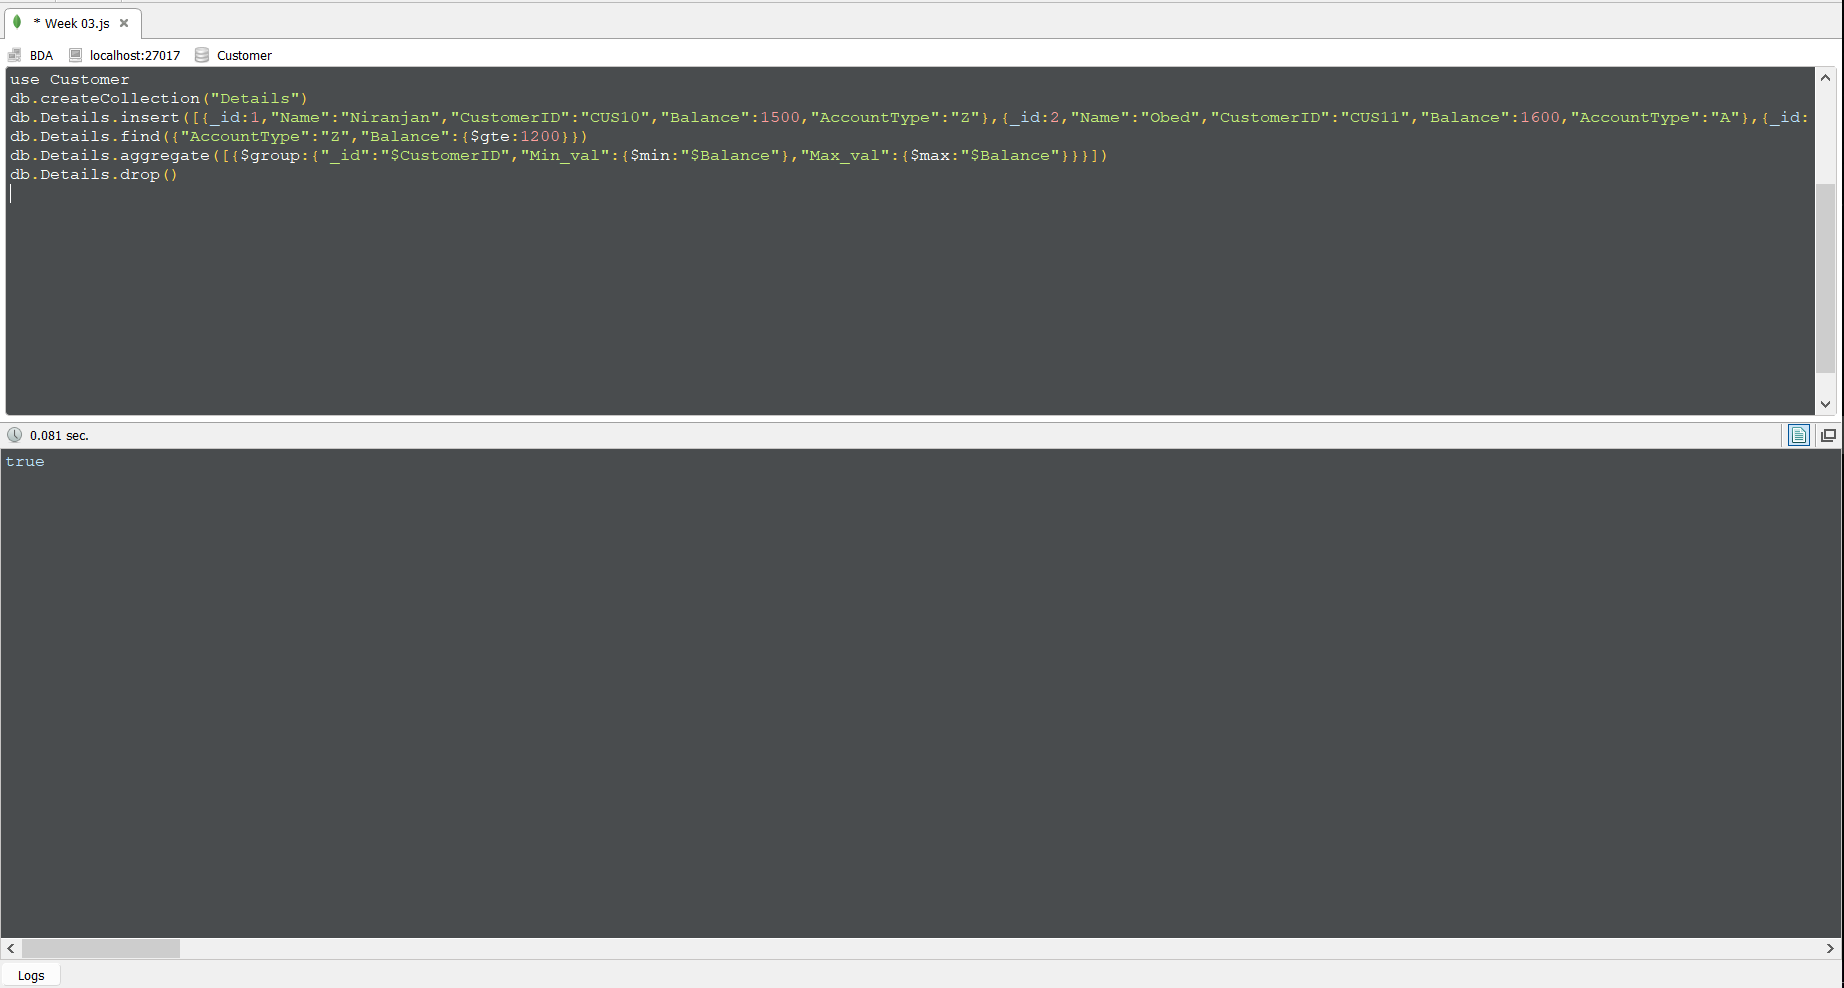 * Week 03.js
BDA localhost:27017 Customer
use Customer
db.createCollection("Details")
db.Details.insert([{_id:1,"Name":"Niranjan","CustomerID":"CUS10","Balance":1500,"AccountType":"Z"},{_id:2,"Name":"Obed","CustomerID":"CUS11","Balance":1600,"AccountType":"A"},{_id:
db.Details.find({"AccountType":"Z","Balance":{$gte:1200}})
db.Details.aggregate([{$group:{"_id":"$CustomerID","Min_val":{$min:"$Balance"},"Max_val":{$max:"$Balance"}}}])
db.Details.drop()
0.081 sec.
true
Logs